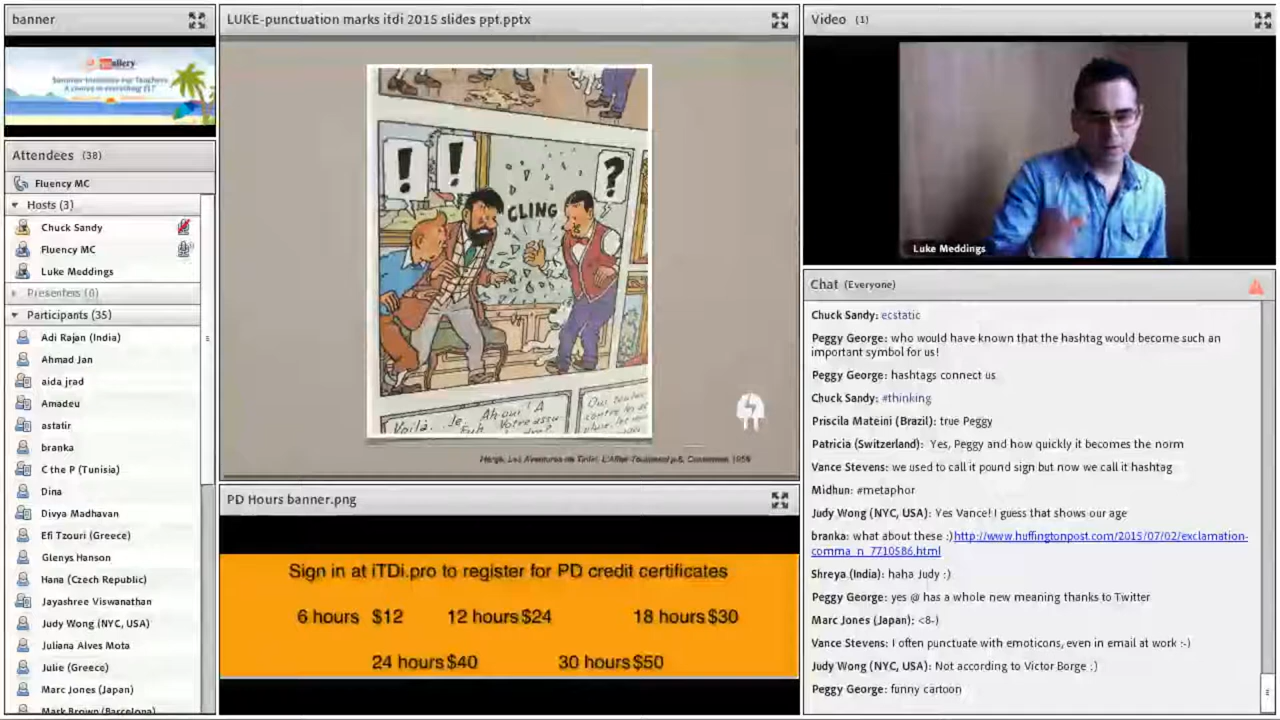 banner
Attendees (38)
Fluency MC
Hosts (3)
Chuck Sandy
Fluency MC
Luke Meddings
Presenters (0)
Participants (35)
Adi Rajan (India)
Ahmad Jan
aida jrad
Amadeu
astatir
branka
C the P (Tunisia)
Dina
Divya Madhavan
Efi Tzouri (Greece)
Glenys Hanson
Hana (Czech Republic)
Jayashree Viswanathan
Judy Wong (NYC, USA)
Juliana Alves Mota
Julie (Greece)
Marc Jones (Japan)
Mark Brown (Barcelona)
LUKE-punctuation marks itdi 2015 slides ppt.pptx
! ! ?
CLING
Voilà. Je
PD Hours banner.png
Sign in at iTDi.pro to register for PD credit certificates
6 hours $12 12 hours $24 18 hours $30
24 hours $40 30 hours $50
Video (1)
Luke Meddings
Chat (Everyone)
Chuck Sandy: ecstatic
Peggy George: who would have known that the hashtag would become such an
important symbol for us!
Peggy George: hashtags connect us
Chuck Sandy: #thinking
Priscila Mateini (Brazil): true Peggy
Patricia (Switzerland): Yes, Peggy and how quickly it becomes the norm
Vance Stevens: we used to call it pound sign but now we call it hashtag
Midhun: #metaphor
Judy Wong (NYC, USA): Yes Vance! I guess that shows our age
branka: what about these :)http://www.huffingtonpost.com/2015/07/02/exclamation-
comma_n_7710586.html
Shreya (India): haha Judy :)
Peggy George: yes @ has a whole new meaning thanks to Twitter
Marc Jones (Japan): <8-)
Vance Stevens: I often punctuate with emoticons, even in email at work :-)
Judy Wong (NYC, USA): Not according to Victor Borge :)
Peggy George: funny cartoon